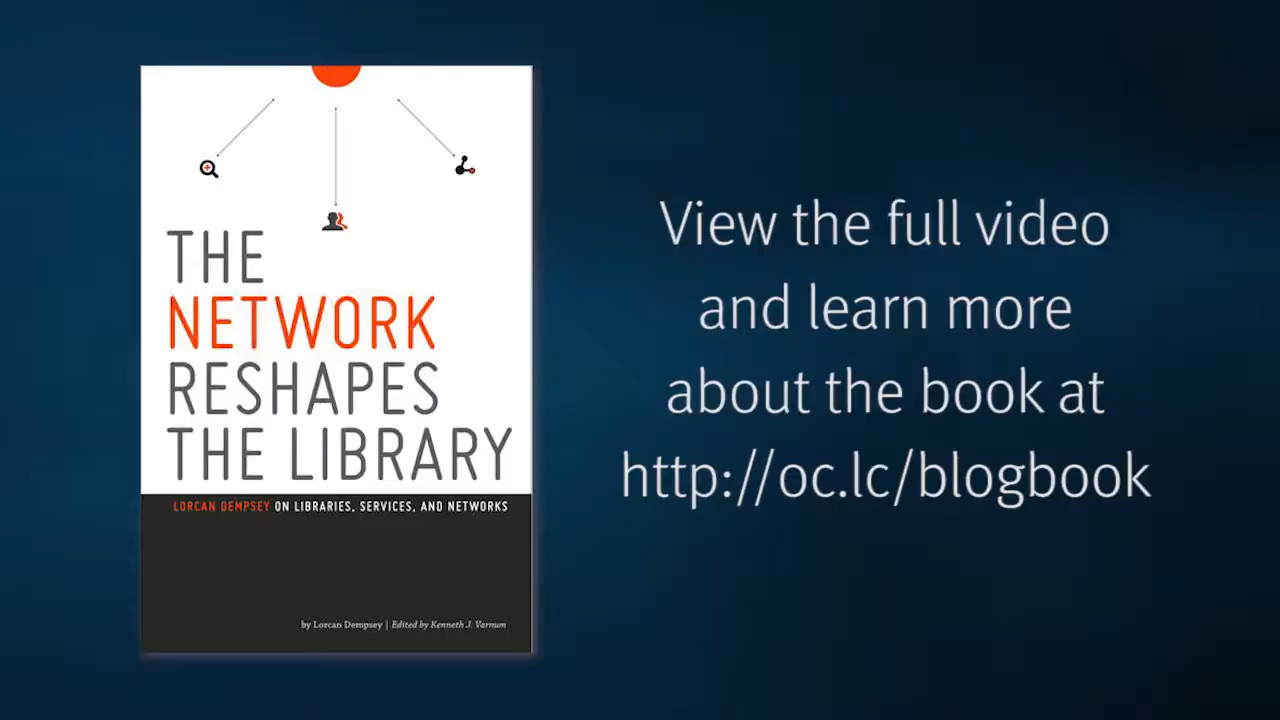 THE
NETWORK
RESHAPES
THE LIBRARY
LORCAN DEMPSEY ON LIBRARIES, SERVICES, AND NETWORKS
by Lorcan Dempsey | Edited by Kenneth J. Varnum
View the full video
and learn more
about the book at
http://oc.lc/blogbook